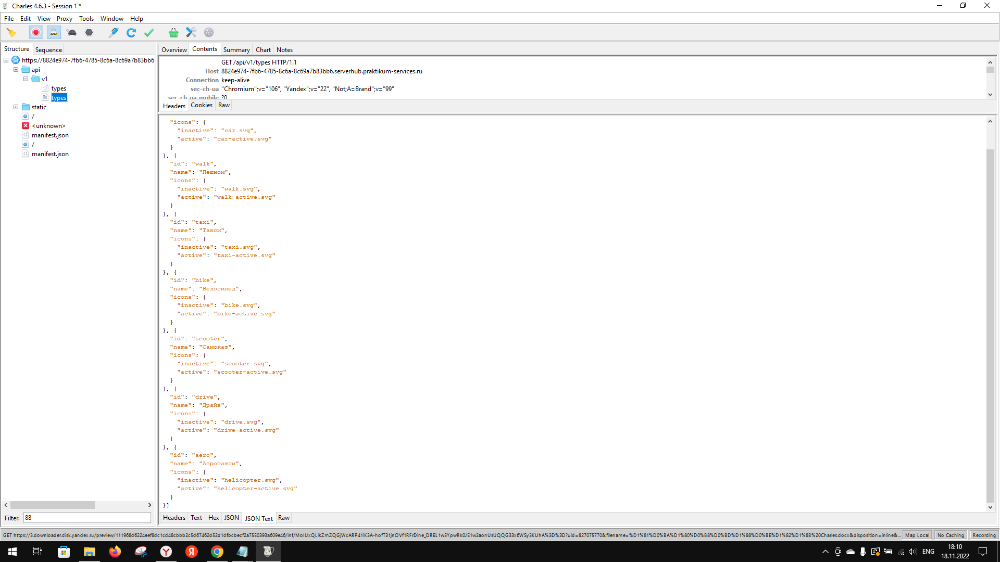 Charles 4.6.3 - Session 1 *
File Edit View Proxy Tools Window Help
Structure Sequence
https://8824e974-7fb6-4785-8c6a-8c69a7b83bb6
api
v1
types
types
static
/
<unknown>
manifest.json
/
manifest.json
Filter: 88
Overview Contents Summary Chart Notes
GET /api/v1/types HTTP/1.1
Host 8824e974-7fb6-4785-8c6a-8c69a7b83bb6.serverhub.praktikum-services.ru
Connection keep-alive
sec-ch-ua "Chromium";v="106", "Yandex";v="22", "Not;A=Brand";v="99"
sec-ch-ua-mobile ?0
Headers Cookies Raw
"icons": {
"inactive": "car.svg",
"active": "car-active.svg"
}
}, {
"id": "walk",
"name": "Пешном",
"icons": {
"inactive": "walk.svg",
"active": "walk-active.svg"
}
}, {
"id": "taxi",
"name": "Такси",
"icons": {
"inactive": "taxi.svg",
"active": "taxi-active.svg"
}
}, {
"id": "bike",
"name": "Велосипед",
"icons": {
"inactive": "bike.svg",
"active": "bike-active.svg"
}
}, {
"id": "scooter",
"name": "Самокат",
"icons": {
"inactive": "scooter.svg",
"active": "scooter-active.svg"
}
}, {
"id": "drive",
"name": "Драйв",
"icons": {
"inactive": "drive.svg",
"active": "drive-active.svg"
}
}, {
"id": "aero",
"name": "Аэротакси",
"icons": {
"inactive": "helicopter.svg",
"active": "helicopter-active.svg"
}
}]
Headers Text Hex JSON JSON Text Raw
GET https://3.downloader.disk.yandex.ru/preview/111968d6224eef8dc1cd48cbbb2c5d67462d52d1dfbcbecf2a7550393a609e46/inf/MoIUxQLikZmZQGjWcARP41iK3A-hofT31jnOVf1RFrDine_DREL1w5YpwRk0JE1w2aonUsUQQG33x6WSy3KUhA%3D%3D?uid=827075770&filename=%D1%81%D0%BA%D1%80%D0%B8%D0%BD%D1%88%D0%BE%D1%82%D1%8B%20Charles.docx&disposition=inline&... Map Local No Caching Recording
ENG 18:10
18.11.2022